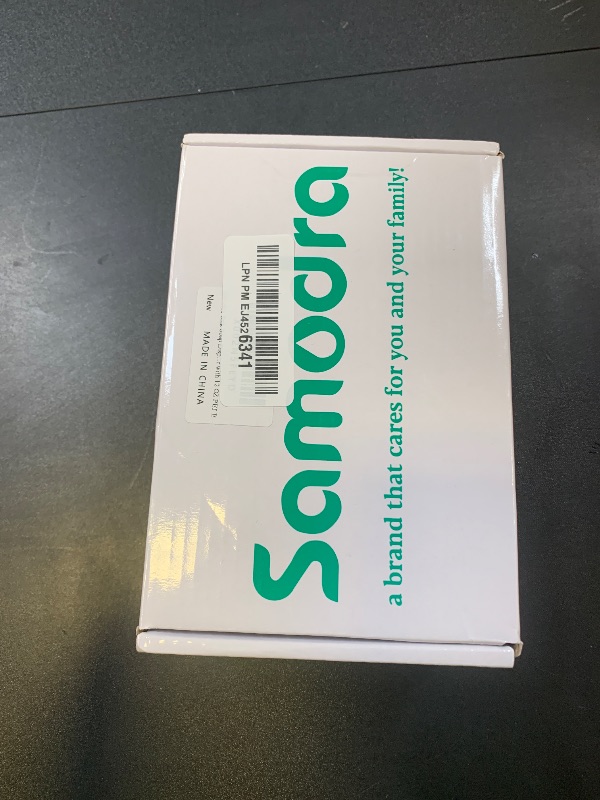 Samodra
a brand that cares for you and your family!
LPN PM EJ4526341
New
MADE IN CHINA